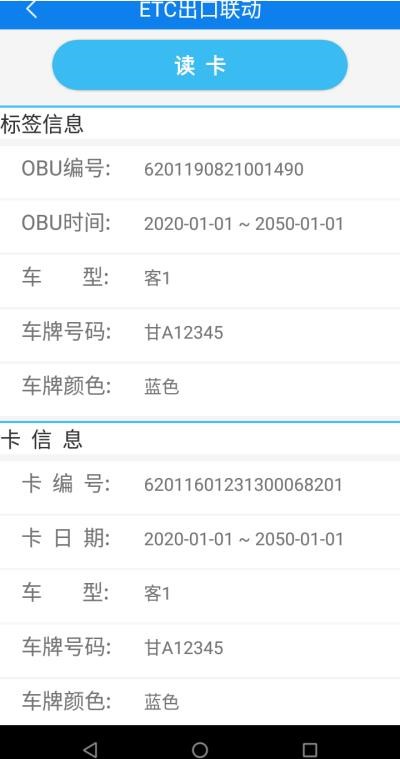 ETC出口联动
读 卡
标签信息
OBU编号: 6201190821001490
OBU时间: 2020-01-01 ~ 2050-01-01
车 型: 客1
车牌号码: 甘A12345
车牌颜色: 蓝色
卡 信 息
卡 编 号: 62011601231300068201
卡 日 期: 2020-01-01 ~ 2050-01-01
车 型: 客1
车牌号码: 甘A12345
车牌颜色: 蓝色